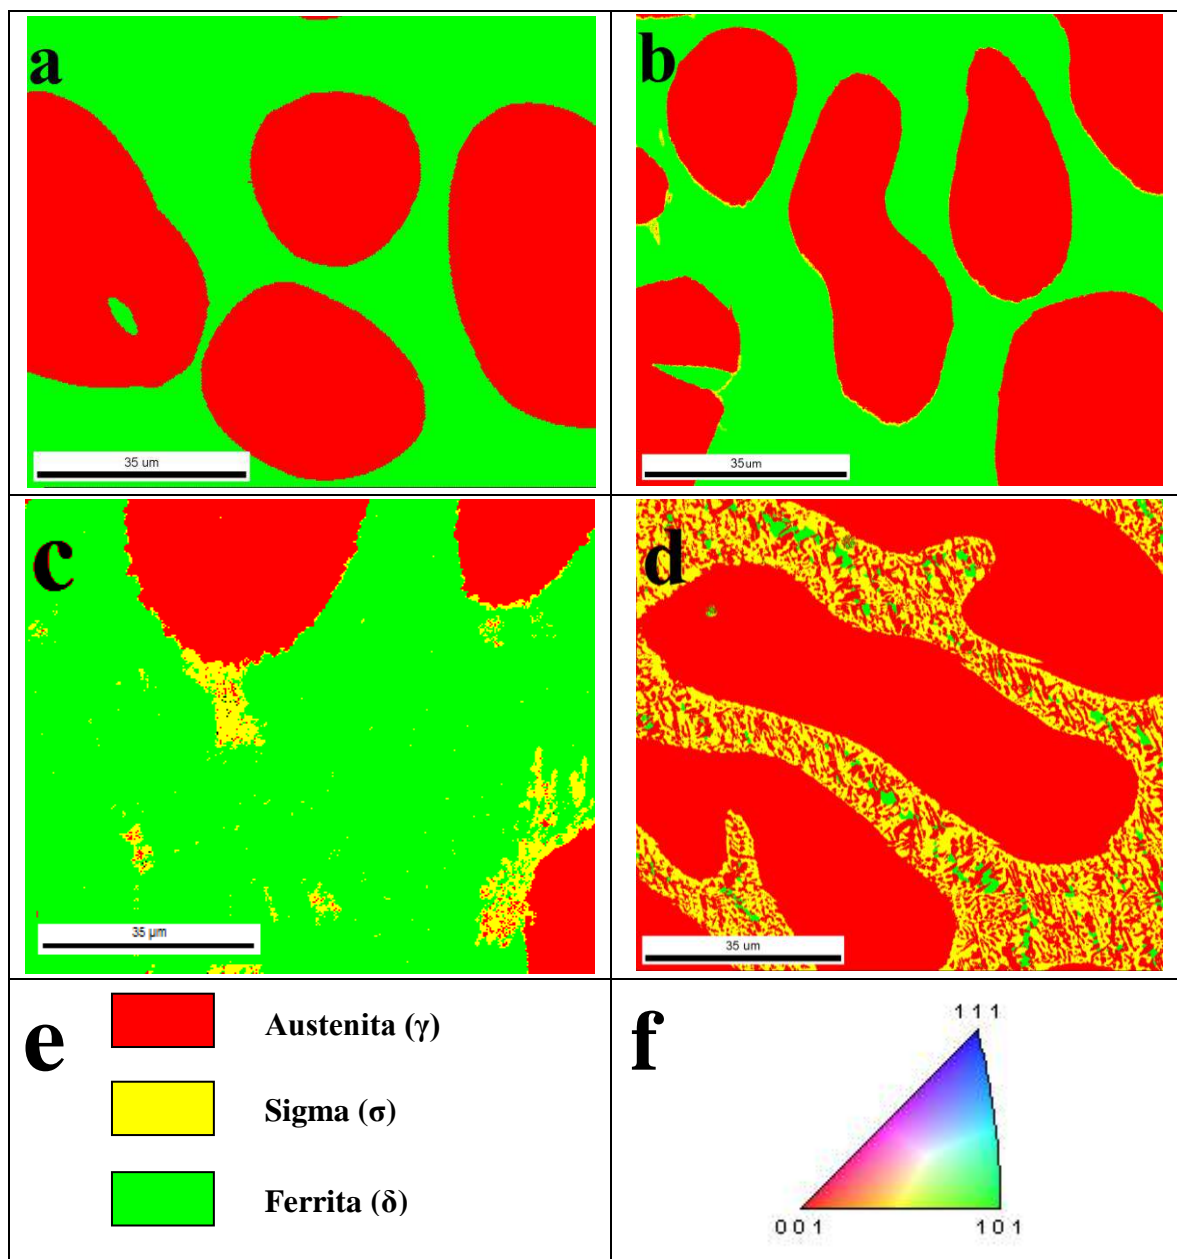 a
b
35 um
35um
c
d
35 µm
35 um
e
Austenita (γ)
Sigma (σ)
Ferrita (δ)
f
1 1 1
0 0 1
1 0 1